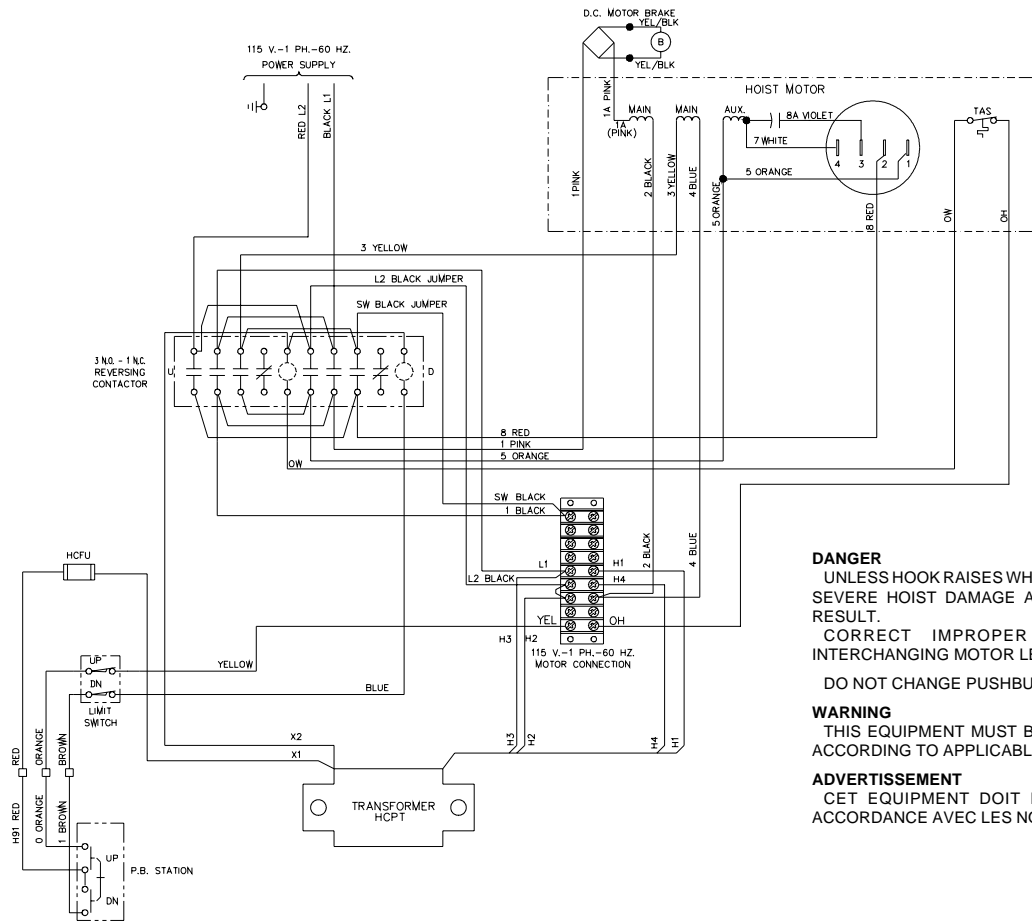 D.C. MOTOR BRAKE
YEL/BLK
B
YEL/BLK
115 V.-1 PH.-60 HZ.
POWER SUPPLY
RED L2
BLACK L1
HOIST MOTOR
1A PINK
1A
(PINK)
MAIN
MAIN
AUX.
8A VIOLET
7 WHITE
4
3
2
1
5 ORANGE
TAS
1 PINK
2 BLACK
3 YELLOW
4 BLUE
5 ORANGE
8 RED
OW
OH
3 YELLOW
L2 BLACK JUMPER
SW BLACK JUMPER
3 N.O. - 1 N.C.
REVERSING
CONTACTOR
U
D
8 RED
1 PINK
5 ORANGE
OW
SW BLACK
1 BLACK
2 BLACK
4 BLUE
HCFU
L1
H1
L2 BLACK
H4
YEL
OH
H3
H2
115 V.-1 PH.-60 HZ.
MOTOR CONNECTION
UP
YELLOW
DN
BLUE
LIMIT
SWITCH
RED
ORANGE
BROWN
X2
X1
H3
H2
H4
H1
TRANSFORMER
HCPT
H91 RED
0 ORANGE
1 BROWN
UP
P.B. STATION
DN
DANGER
UNLESS HOOK RAISES WH
SEVERE HOIST DAMAGE A
RESULT.
CORRECT IMPROPER
INTERCHANGING MOTOR LE
DO NOT CHANGE PUSHBU
WARNING
THIS EQUIPMENT MUST B
ACCORDING TO APPLICABL
ADVERTISSEMENT
CET EQUIPMENT DOIT
ACCORDANCE AVEC LES NO